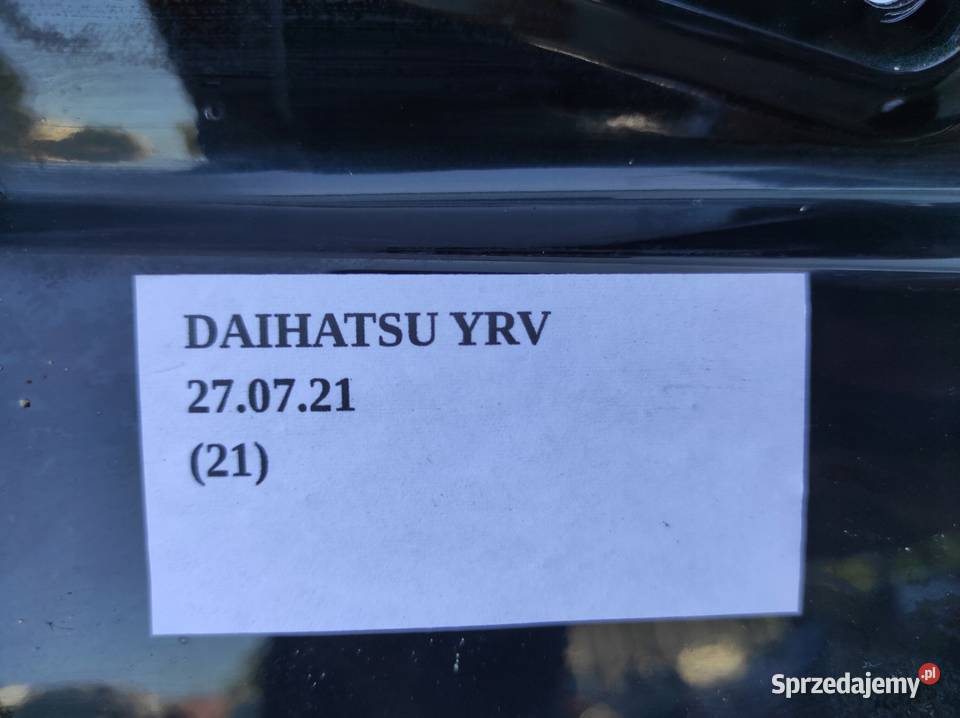 DAIHATSU YRV
27.07.21
(21)
Sprzedajemy.pl